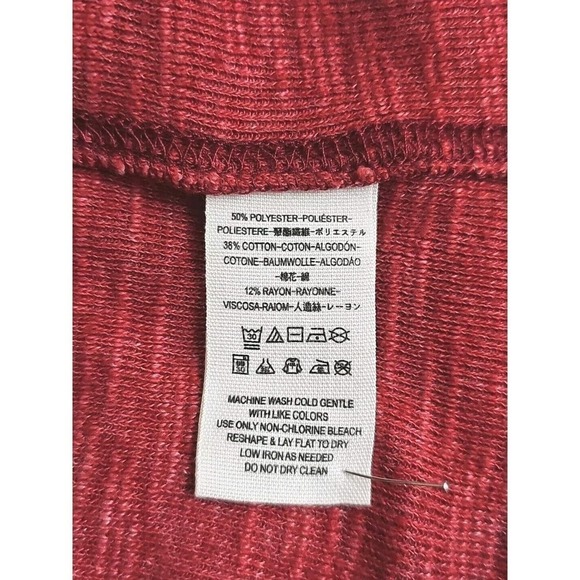 50% POLYESTER-POLIÉSTER-
POLIESTERE-聚酯纖維-ポリエステル
38% COTTON-COTON-ALGODÓN-
COTONE-BAUMWOLLE-ALGODÃO
-棉花-綿
12% RAYON-RAYONNE-
VISCOSA-RAIOM-人造絲-レーヨン
30
MACHINE WASH COLD GENTLE
WITH LIKE COLORS
USE ONLY NON-CHLORINE BLEACH
RESHAPE & LAY FLAT TO DRY
LOW IRON AS NEEDED
DO NOT DRY CLEAN